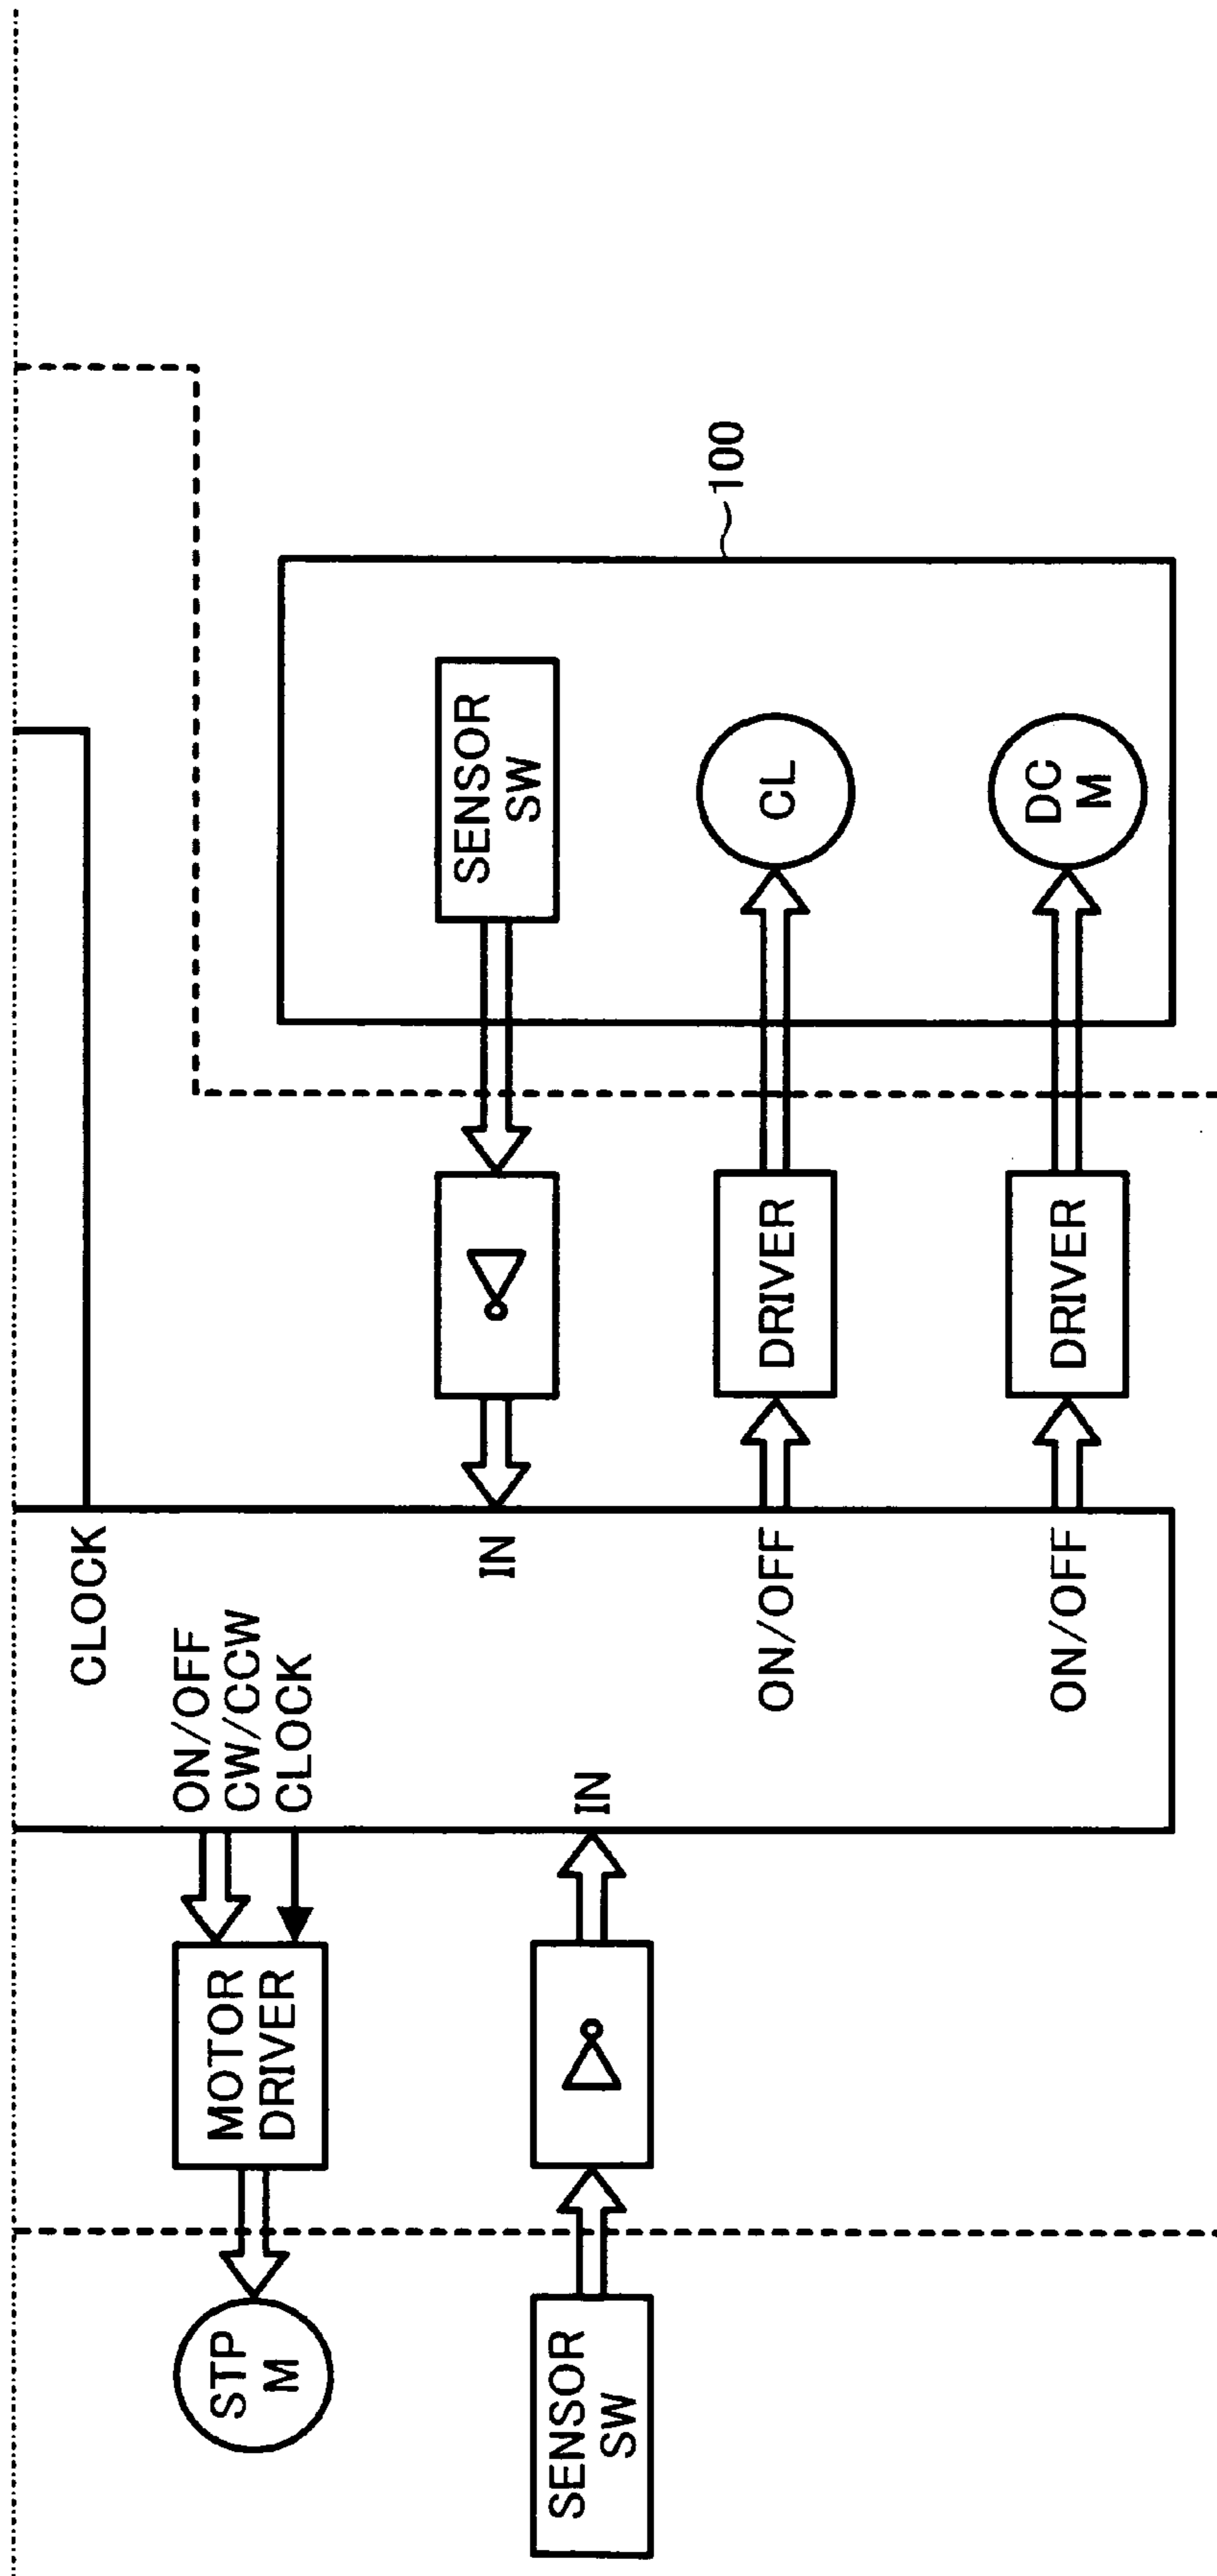 CLOCK
STP
M
MOTOR
DRIVER
ON/OFF
CW/CCW
CLOCK
IN
SENSOR
SW
SENSOR
SW
IN
100
ON/OFF
DRIVER
CL
ON/OFF
DRIVER
DC
M